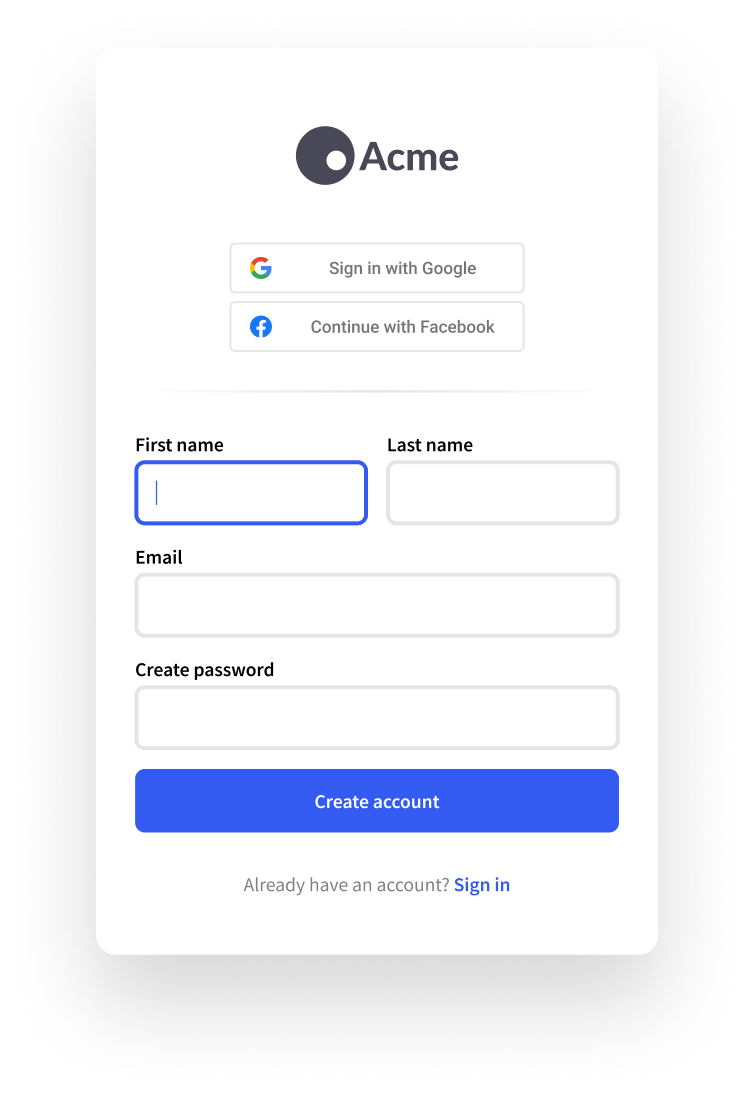 Acme
Sign in with Google
Continue with Facebook
First name
Last name
Email
Create password
Create account
Already have an account? Sign in